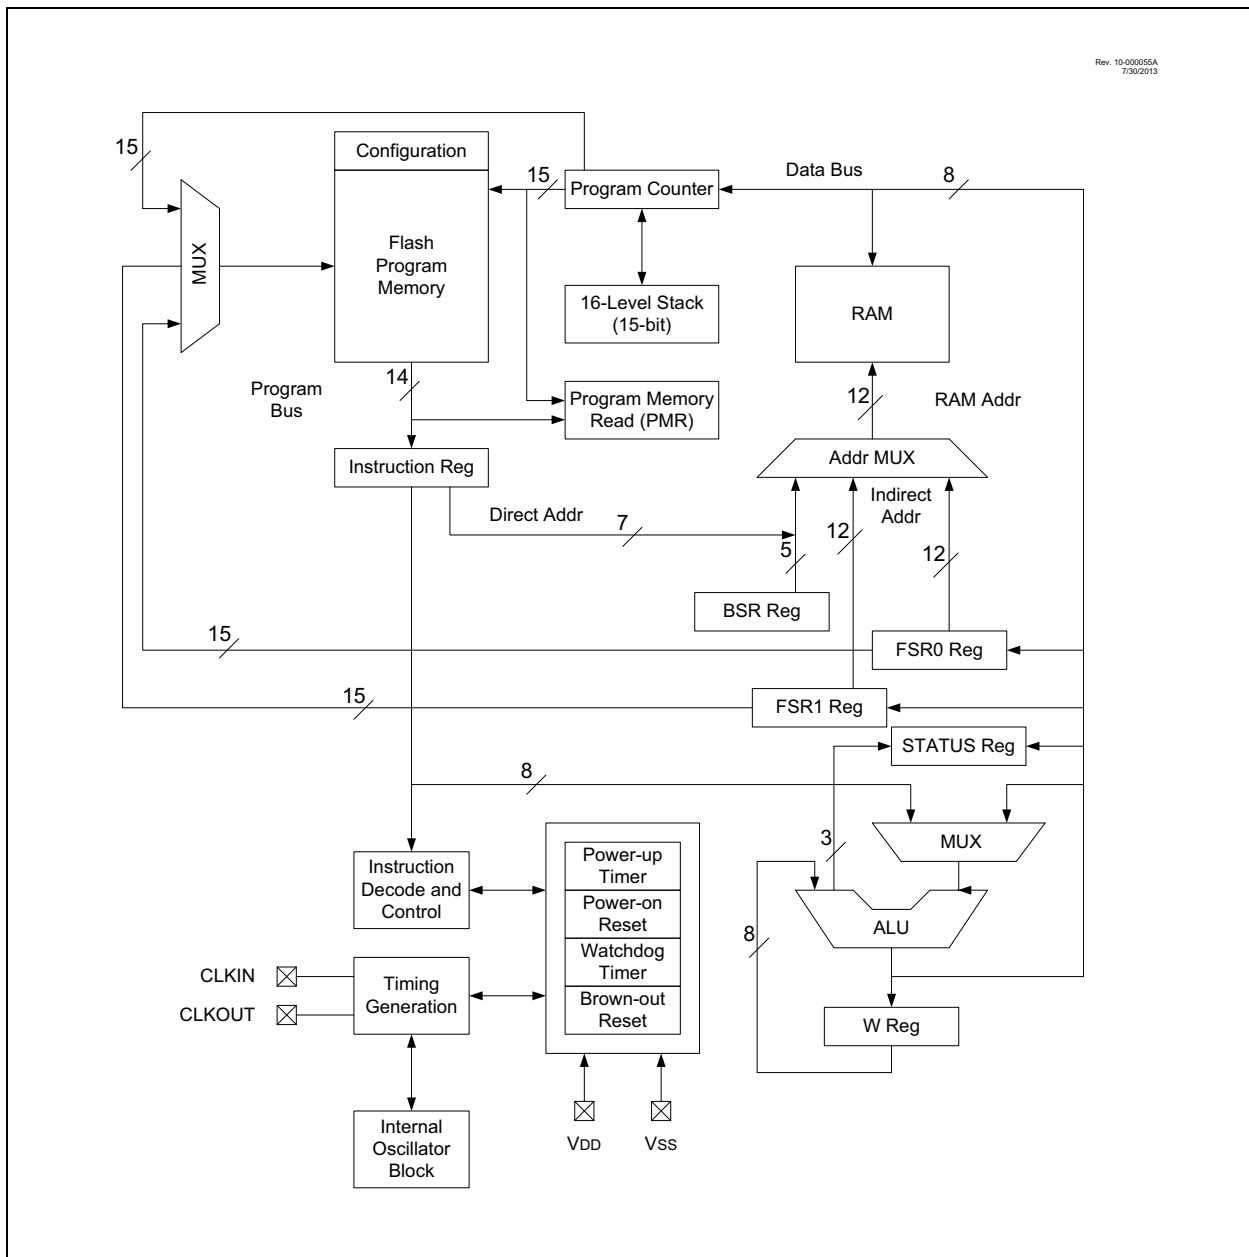 Rev. 10-000055A
7/30/2013
15
Configuration
15
Program Counter
Data Bus
8
MUX
Flash
Program
Memory
16-Level Stack
(15-bit)
RAM
Program
Bus
14
Program Memory
Read (PMR)
12
RAM Addr
Instruction Reg
Addr MUX
Direct Addr
7
Indirect
Addr
5
12
12
BSR Reg
15
FSR0 Reg
15
FSR1 Reg
STATUS Reg
8
3
MUX
Instruction
Decode and
Control
Power-up
Timer
Power-on
Reset
Watchdog
Timer
Brown-out
Reset
8
ALU
CLKIN
CLKOUT
Timing
Generation
W Reg
Internal
Oscillator
Block
VDD
VSS